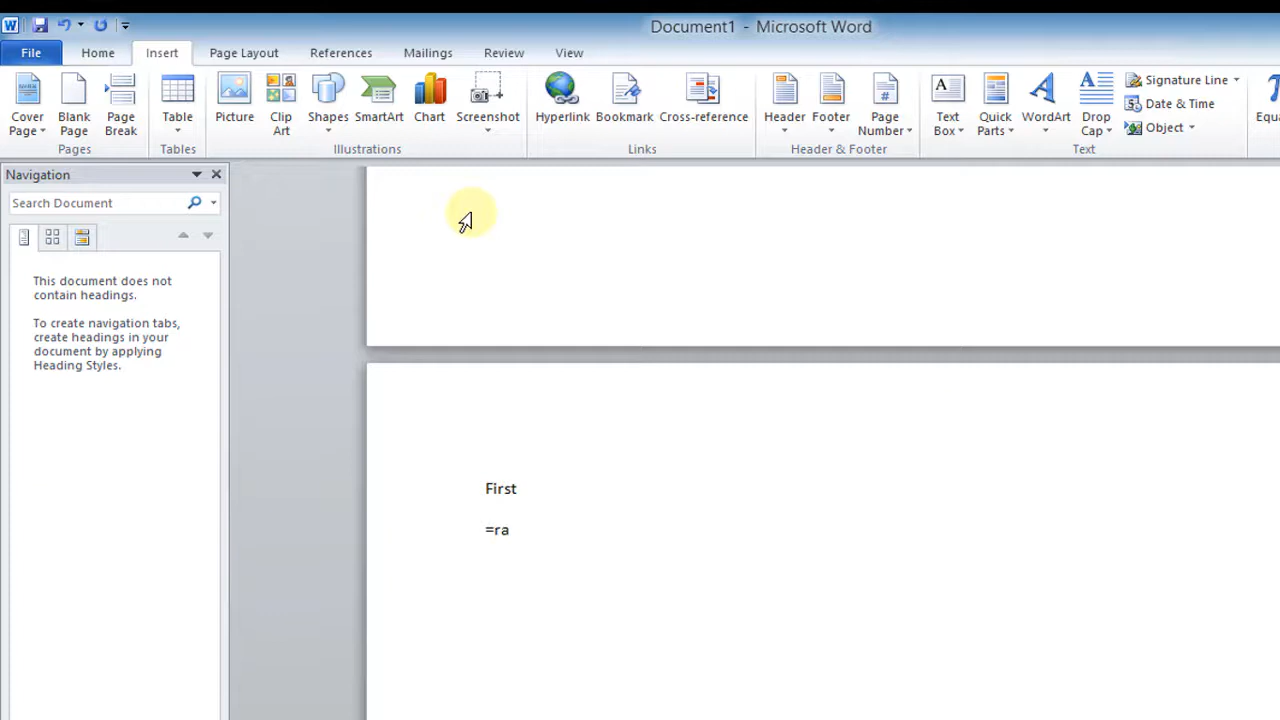 Document1 - Microsoft Word
File Home Insert Page Layout References Mailings Review View
Cover Page Blank Page Page Break Table Picture Clip Art Shapes SmartArt Chart Screenshot Hyperlink Bookmark Cross-reference Header Footer Page Number Text Box Quick Parts WordArt Drop Cap
Signature Line
Date & Time
Object
Pages Tables Illustrations Links Header & Footer Text
Navigation
Search Document
This document does not
contain headings.
To create navigation tabs,
create headings in your
document by applying
Heading Styles.
First
=ra